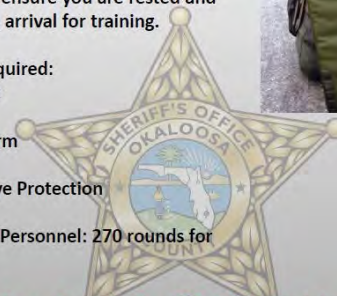 ensure you are rested and
arrival for training.
quired:
rm
ve Protection
Personnel: 270 rounds for
SHERIFF'S OFFICE
OKALOOSA
COUNTY